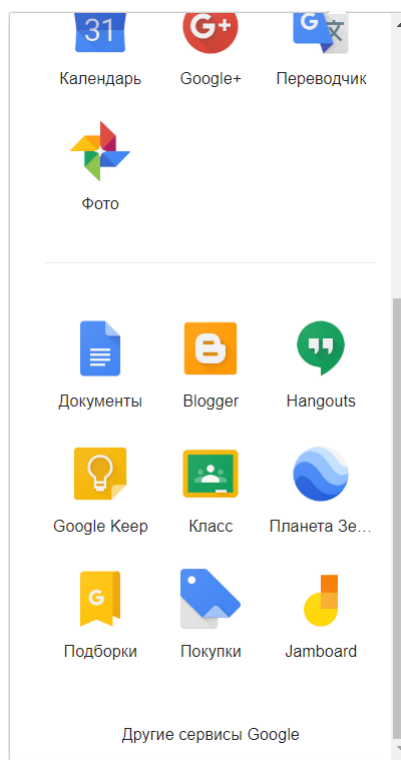 31 G+ G
Календарь Google+ Переводчик
Фото
Документы Blogger Hangouts
Google Keep Класс Планета Зе...
G
Подборки Покупки Jamboard
Другие сервисы Google